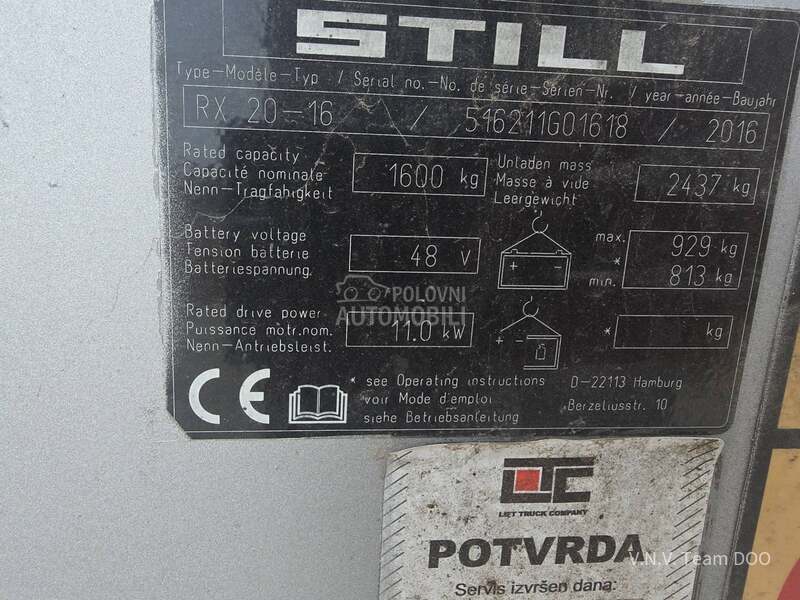 STILL
Type-Modèle-Typ / Serial no.-No. de série-Serien-Nr. / year-année-Baujahr
RX 20-16 / 516211G01618 / 2016
Rated capacity
Capacité nominale
Nenn-Tragfähigkeit
1600 kg
Unladen mass
Masse à vide
Leergewicht
2437 kg
Battery voltage
Tension batterie
Batteriespannung.
48 V
+ -
max. 929 kg
*
min. 813 kg
Rated drive power
Puissance motr.nom.
Nenn-Antriebsleist.
11.0 kW
+ -
* kg
POLOVNI
AUTOMOBILI
CE
* see Operating instructions
voir Mode d'emploi
siehe Betriebsanleitung
D-22113 Hamburg
Berzeliusstr. 10
LTC
LIFT TRUCK COMPANY
POTVRDA
V.N.V. Team DOO
Servis izvršen dana: